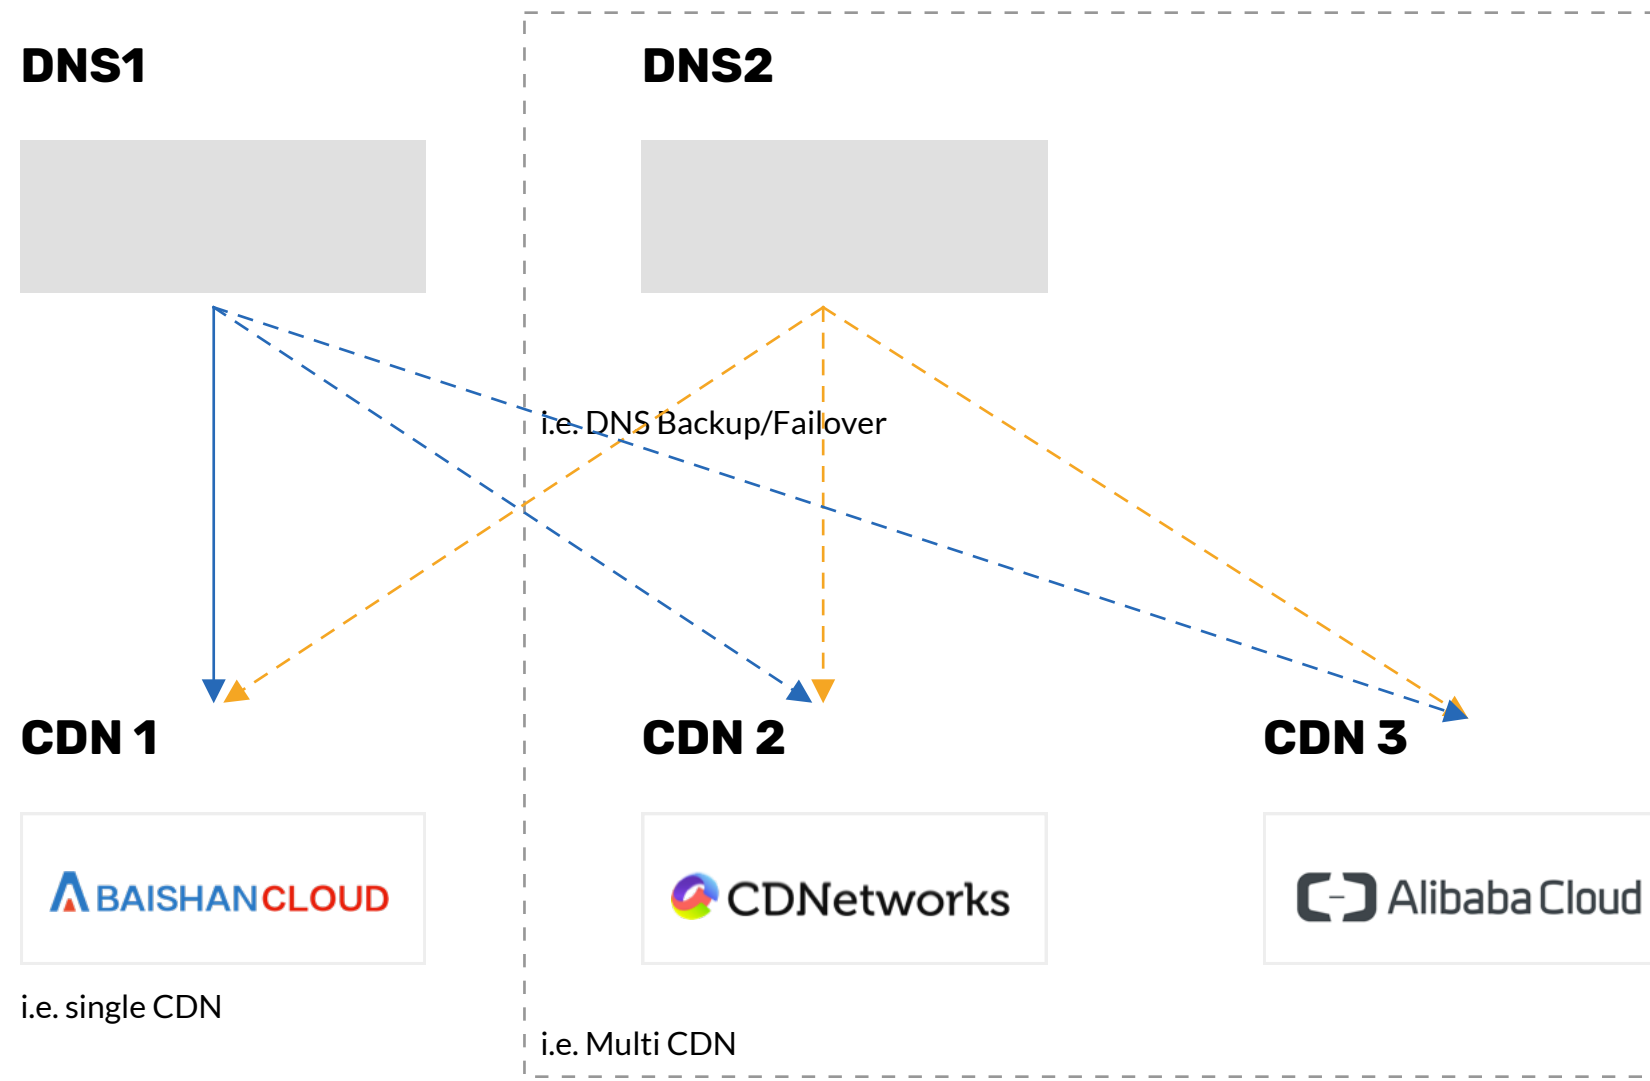 DNS1
DNS2
i.e. DNS Backup/Failover
CDN 1
CDN 2
CDN 3
BAISHANCLOUD
CDNetworks
Alibaba Cloud
i.e. single CDN
i.e. Multi CDN